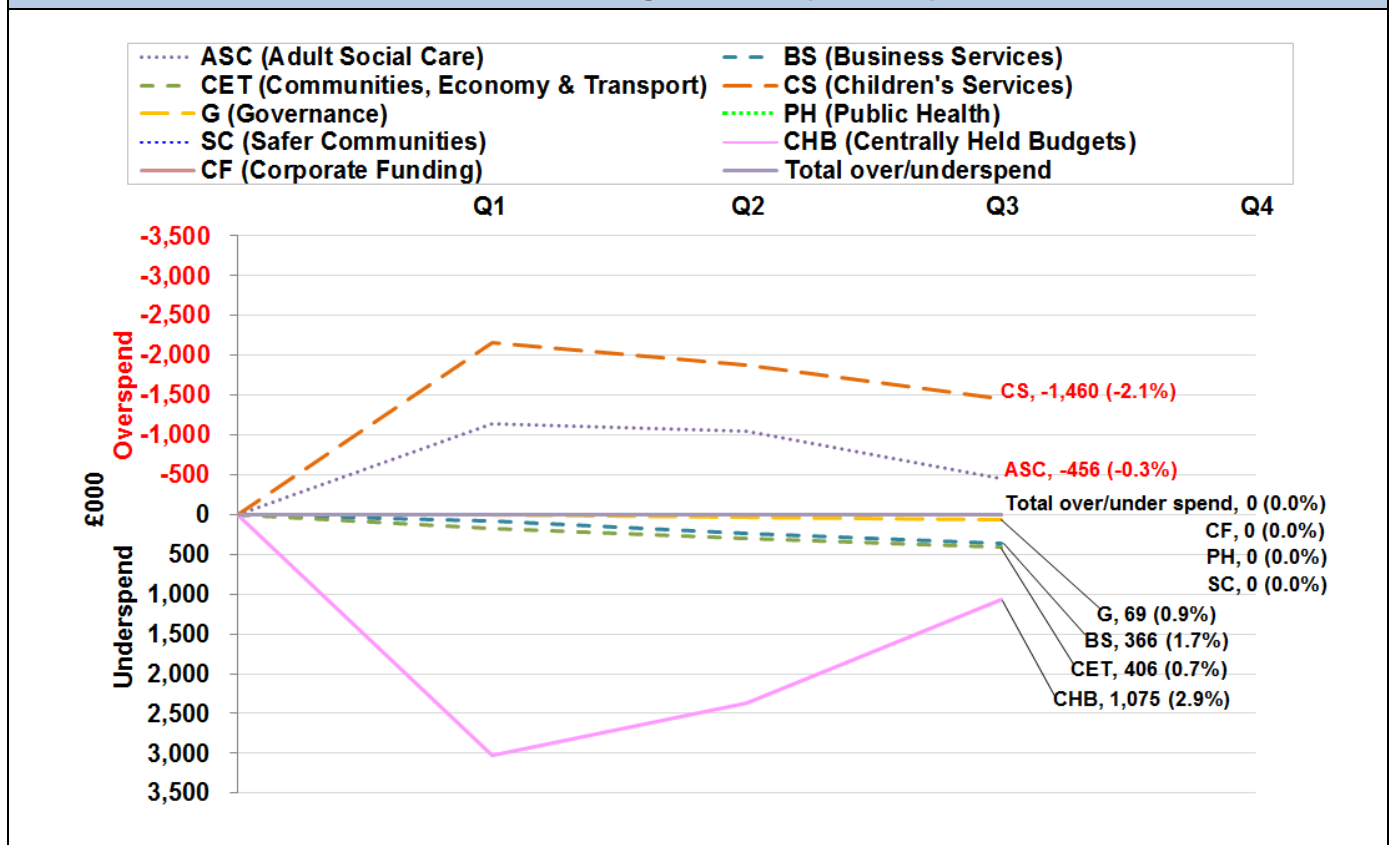 ASC (Adult Social Care)
BS (Business Services)
CET (Communities, Economy & Transport)
CS (Children's Services)
G (Governance)
PH (Public Health)
SC (Safer Communities)
CHB (Centrally Held Budgets)
CF (Corporate Funding)
Total over/underspend
Q1 Q2 Q3 Q4
-3,500
-3,000
-2,500
-2,000
-1,500
-1,000
-500
0
500
1,000
1,500
2,000
2,500
3,000
3,500
Overspend
£000
Underspend
CS, -1,460 (-2.1%)
ASC, -456 (-0.3%)
Total over/under spend, 0 (0.0%)
CF, 0 (0.0%)
PH, 0 (0.0%)
SC, 0 (0.0%)
G, 69 (0.9%)
BS, 366 (1.7%)
CET, 406 (0.7%)
CHB, 1,075 (2.9%)